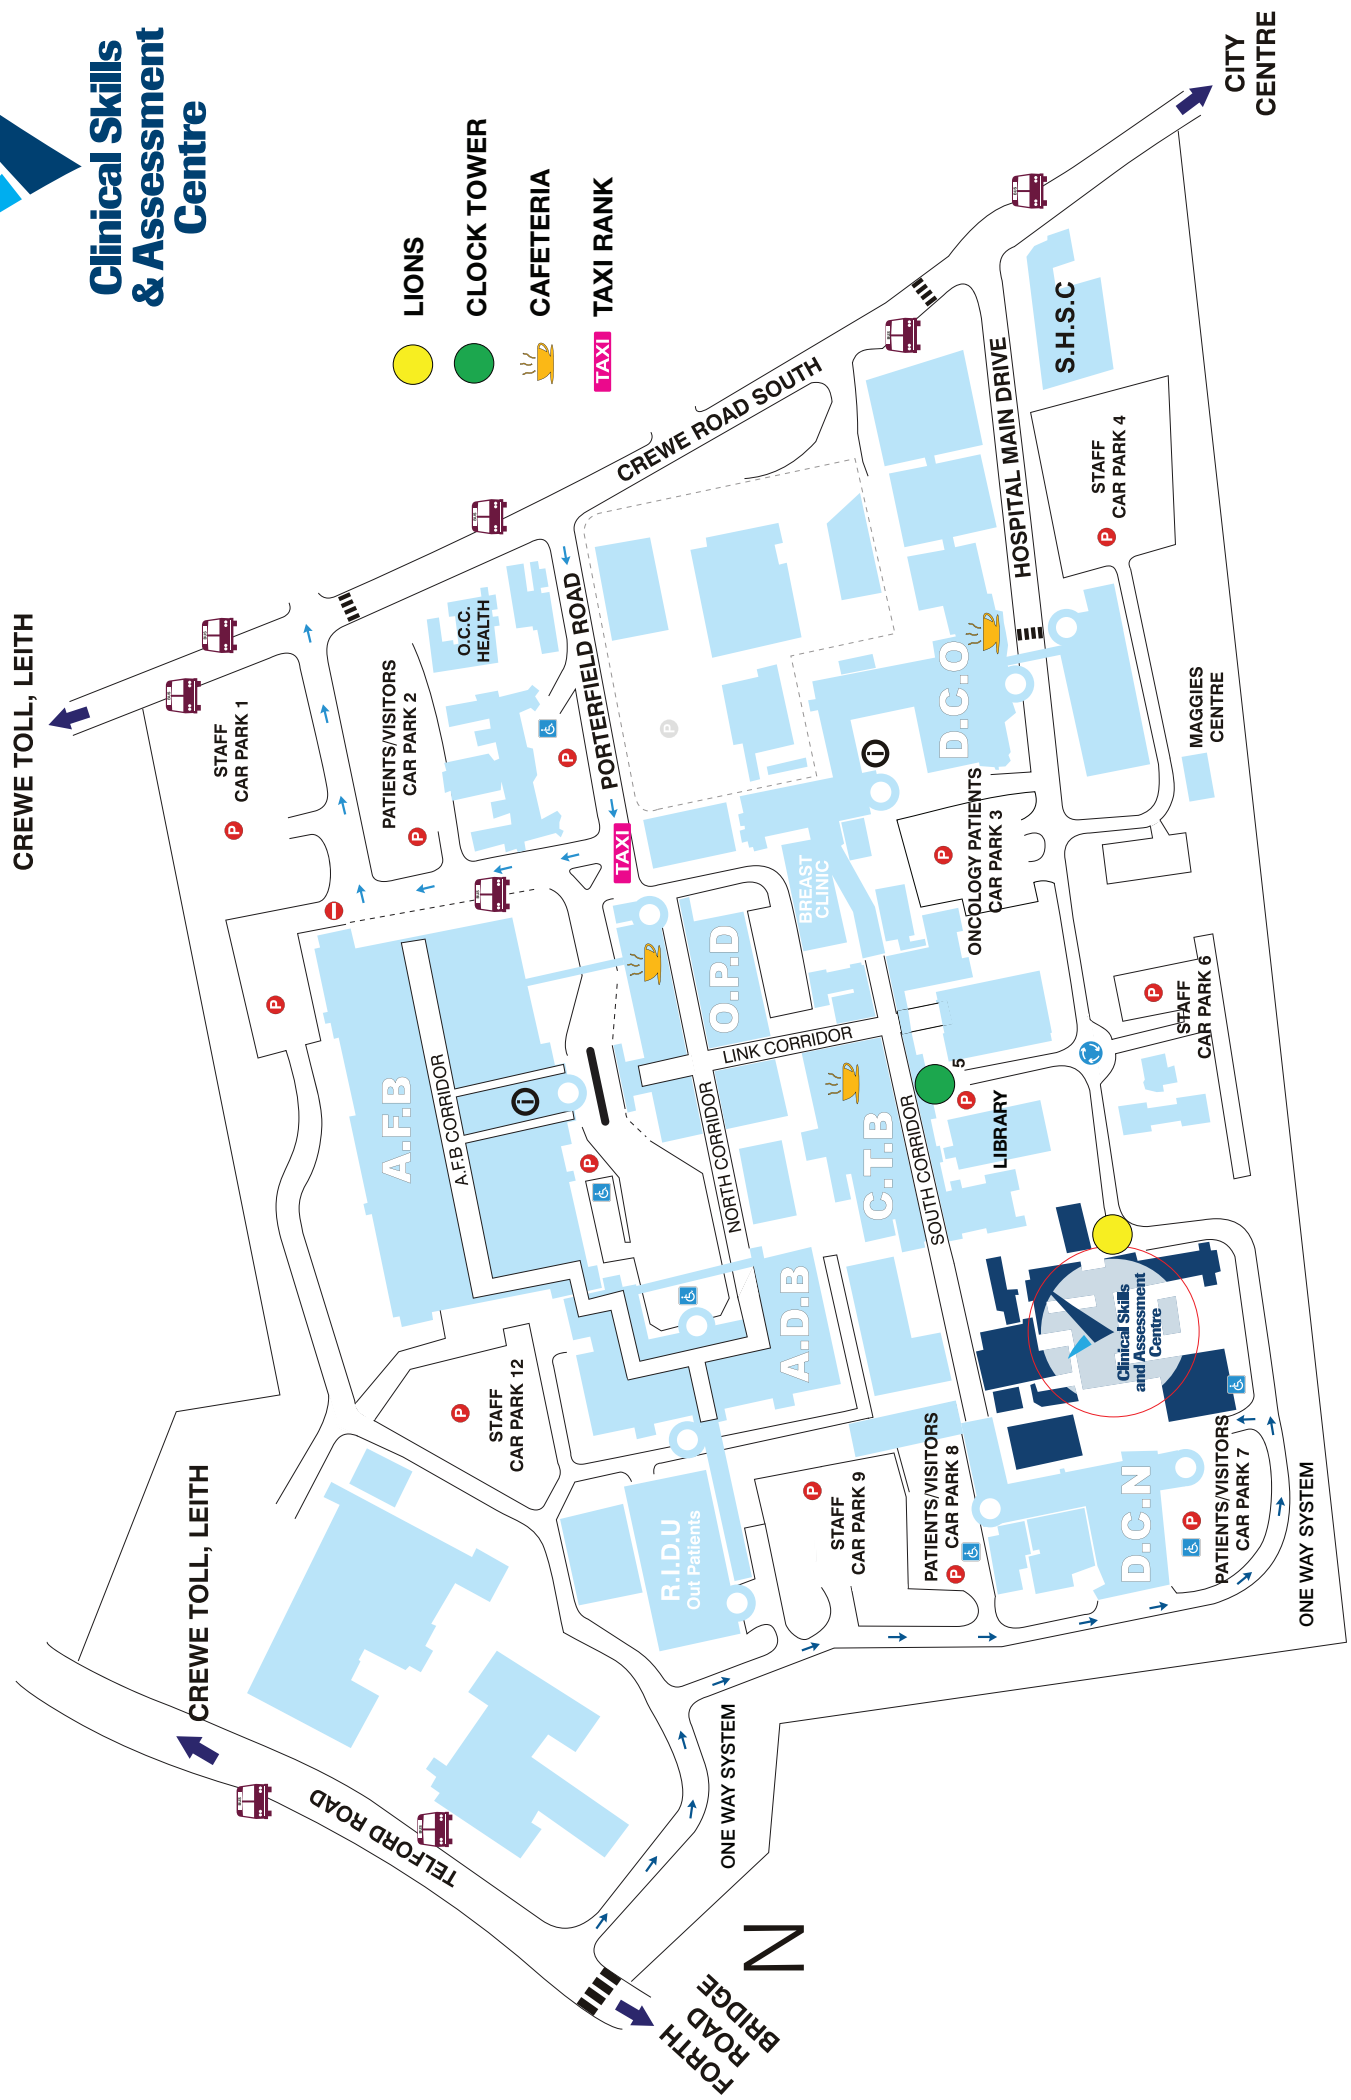 Clinical Skills
& Assessment
Centre
LIONS
CLOCK TOWER
CAFETERIA
TAXI
TAXI RANK
CREWE TOLL, LEITH
CITY
CENTRE
CREWE ROAD SOUTH
S.H.S.C
HOSPITAL MAIN DRIVE
STAFF
CAR PARK 4
P
MAGGIES
CENTRE
STAFF
CAR PARK 1
P
PATIENTS/VISITORS
CAR PARK 2
P
O.C.C.
HEALTH
PORTERFIELD ROAD
P
P
TAXI
D.C.O
i
BREAST
CLINIC
ONCOLOGY PATIENTS
CAR PARK 3
P
P
O.P.D
LINK CORRIDOR
A.F.B
A.F.B CORRIDOR
i
P
NORTH CORRIDOR
C.T.B
SOUTH CORRIDOR
5
P
LIBRARY
STAFF
CAR PARK 6
P
A.D.B
Clinical Skills
and Assessment
Centre
STAFF
CAR PARK 12
P
R.I.D.U
Out Patients
STAFF
CAR PARK 9
P
PATIENTS/VISITORS
CAR PARK 8
P
D.C.N
PATIENTS/VISITORS
CAR PARK 7
P
ONE WAY SYSTEM
CREWE TOLL, LEITH
TELFORD ROAD
ONE WAY SYSTEM
N
FORTH
ROAD
BRIDGE